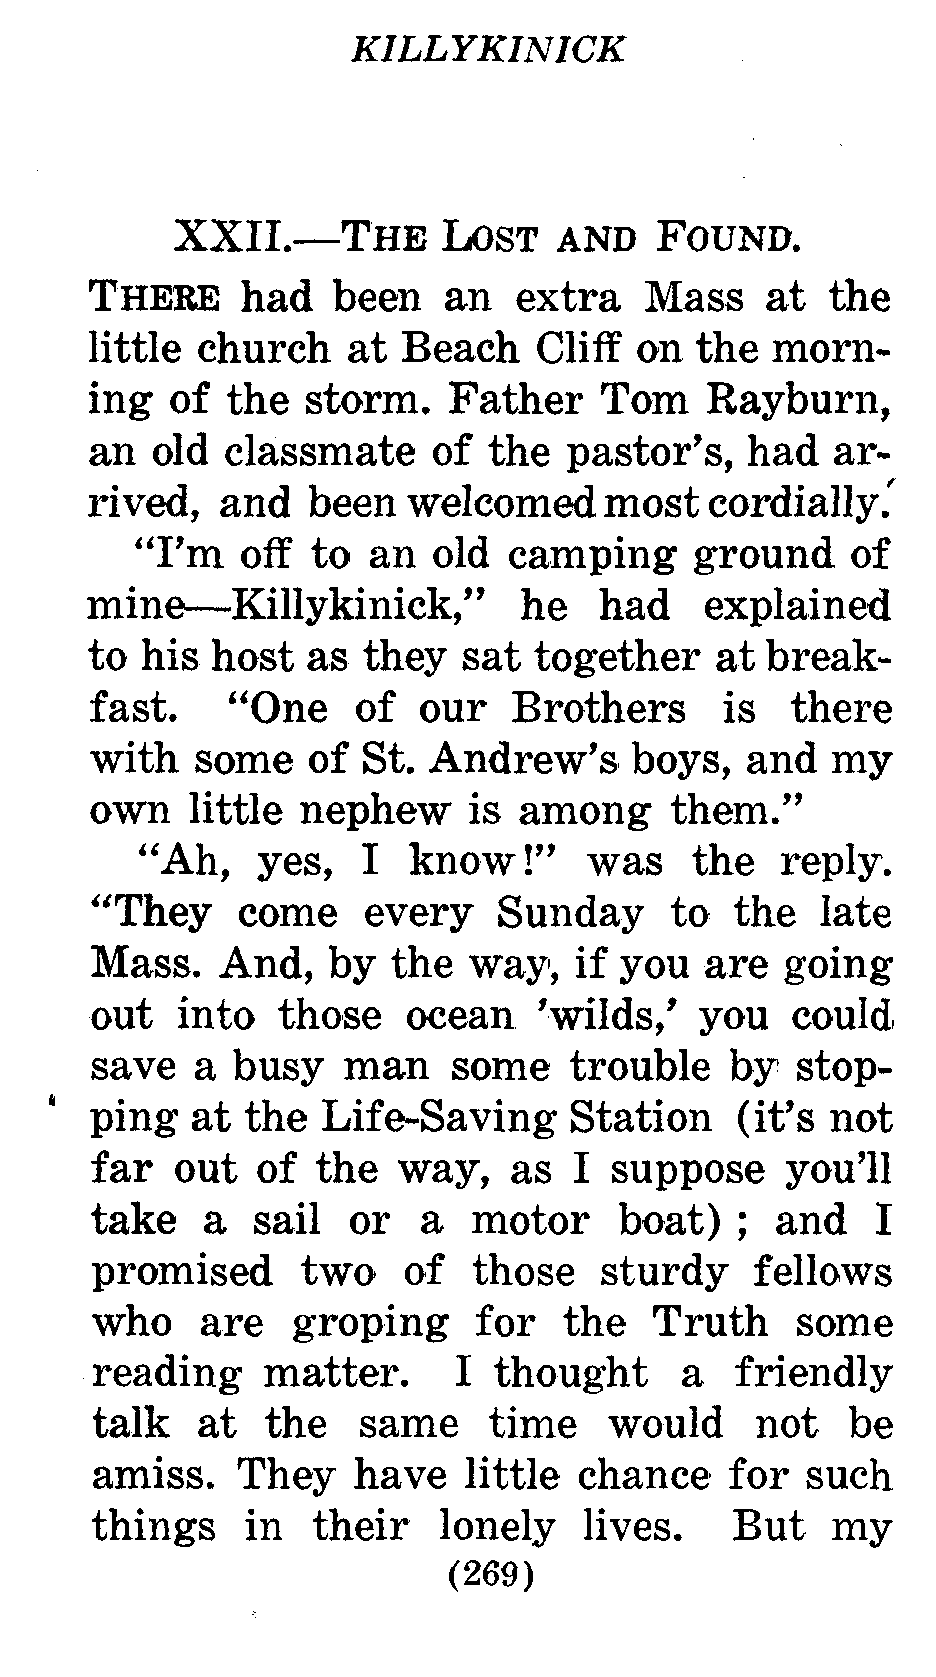 KILLYKINICK
XXII.—The Lost and Found.
There had been an extra Mass at the
little church at Beach Cliff on the morn-
ing of the storm. Father Tom Rayburn,
an old classmate of the pastor's, had ar-
rived, and been welcomed most cordially.
"I'm off to an old camping ground of
mine—Killykinick," he had explained
to his host as they sat together at break-
fast. "One of our Brothers is there
with some of St. Andrew's boys, and my
own little nephew is among them."
"Ah, yes, I know!" was the reply.
"They come every Sunday to the late
Mass. And, by the way, if you are going
out into those ocean 'wilds,' you could
save a busy man some trouble by stop-
ping at the Life-Saving Station (it's not
far out of the way, as I suppose you'll
take a sail or a motor boat) ; and I
promised two of those sturdy fellows
who are groping for the Truth some
reading matter. I thought a friendly
talk at the same time would not be
amiss. They have little chance for such
things in their lonely lives. But my
(269)